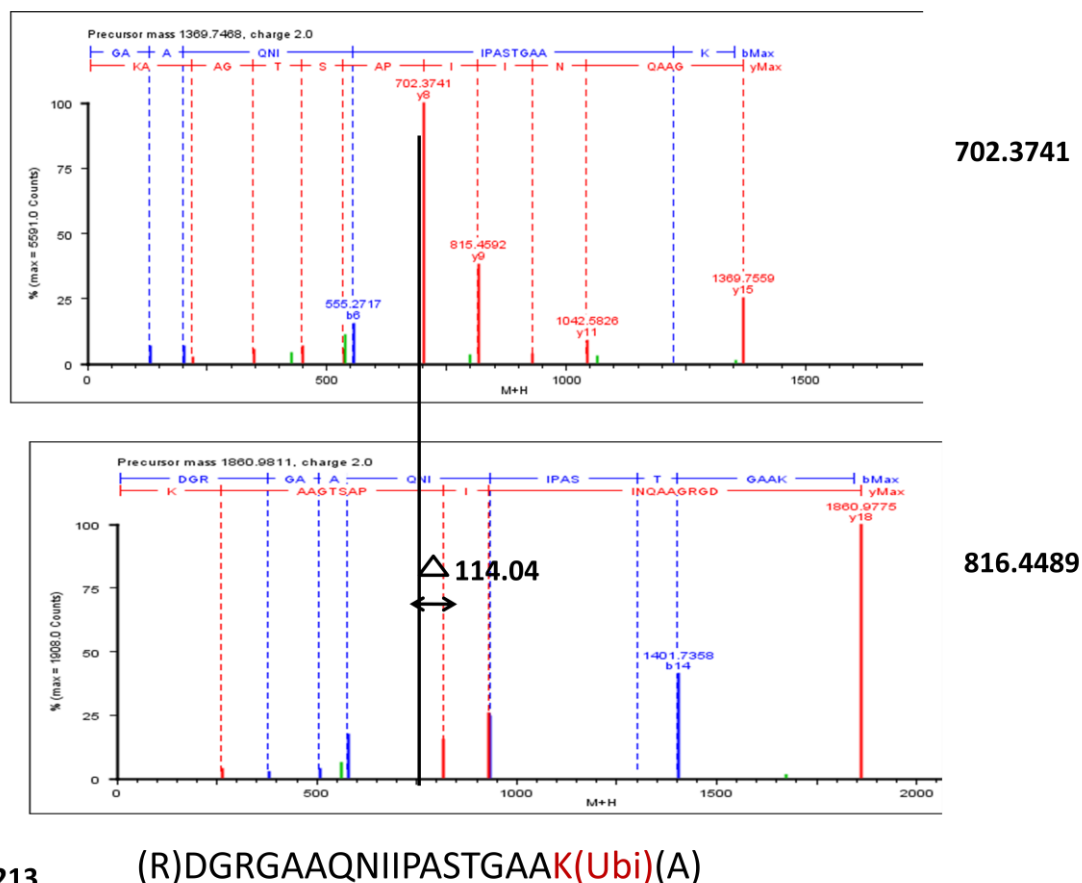 Precursor mass 1369.7468, charge 2.0
GA A QNI IPASTGAA K bMax
KA AG T S AP I I N QAAG yMax
702.3741
y8
100
702.3741
75
50
815.4592
y9
1369.7559
y15
555.2717
b6
25
1042.5826
y11
0
% (max = 5591.0 Counts)
0 500 1000 1500
M+H
Precursor mass 1860.9811, charge 2.0
DGR GA A QNI IPAS T GAAK bMax
K AAGTSAP I INQAAGRGD yMax
1860.9775
y18
100
816.4489
114.04
75
50
1401.7358
b14
25
0
% (max = 1908.0 Counts)
0 500 1000 1500 2000
M+H
(R)DGRGAAQNIIPASTGAAK(Ubi)(A)
213